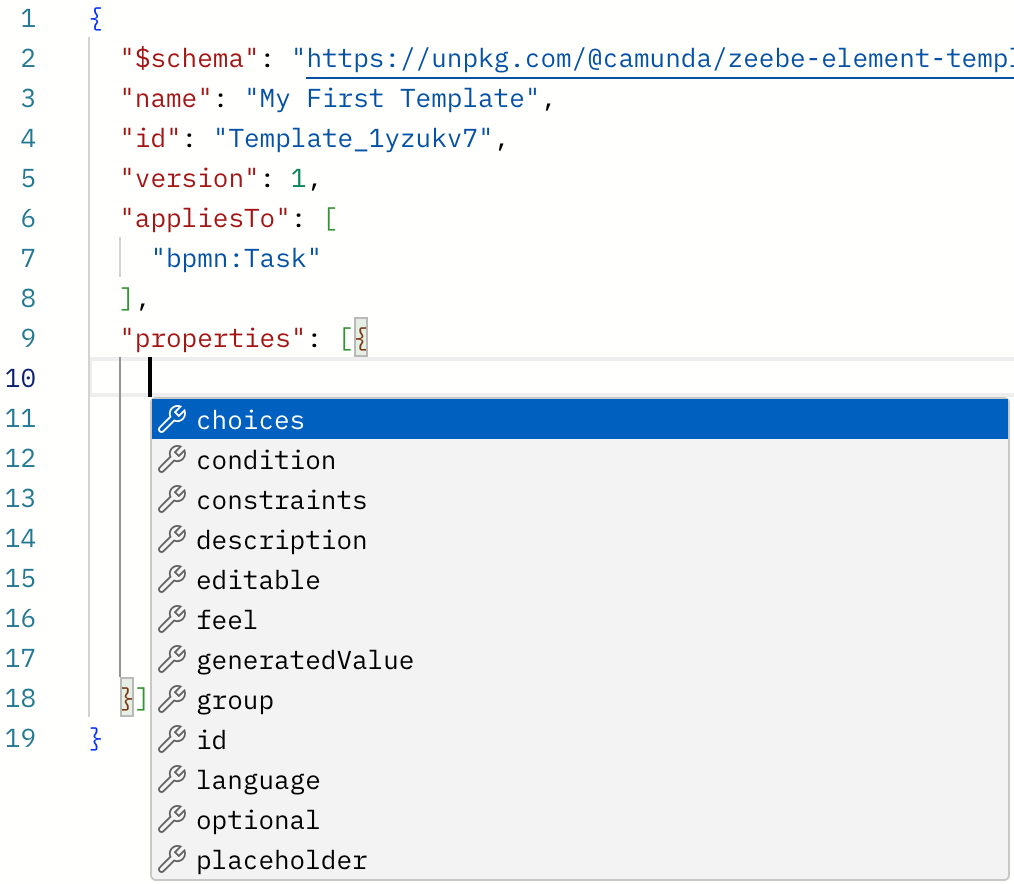 1 {
2 "$schema": "https://unpkg.com/@camunda/zeebe-element-templ
3 "name": "My First Template",
4 "id": "Template_1yzukv7",
5 "version": 1,
6 "appliesTo": [
7 "bpmn:Task"
8 ],
9 "properties": [{
10
11 choices
12 condition
13 constraints
14 description
15 editable
16 feel
17 generatedValue
18 }] group
19 } id
language
optional
placeholder